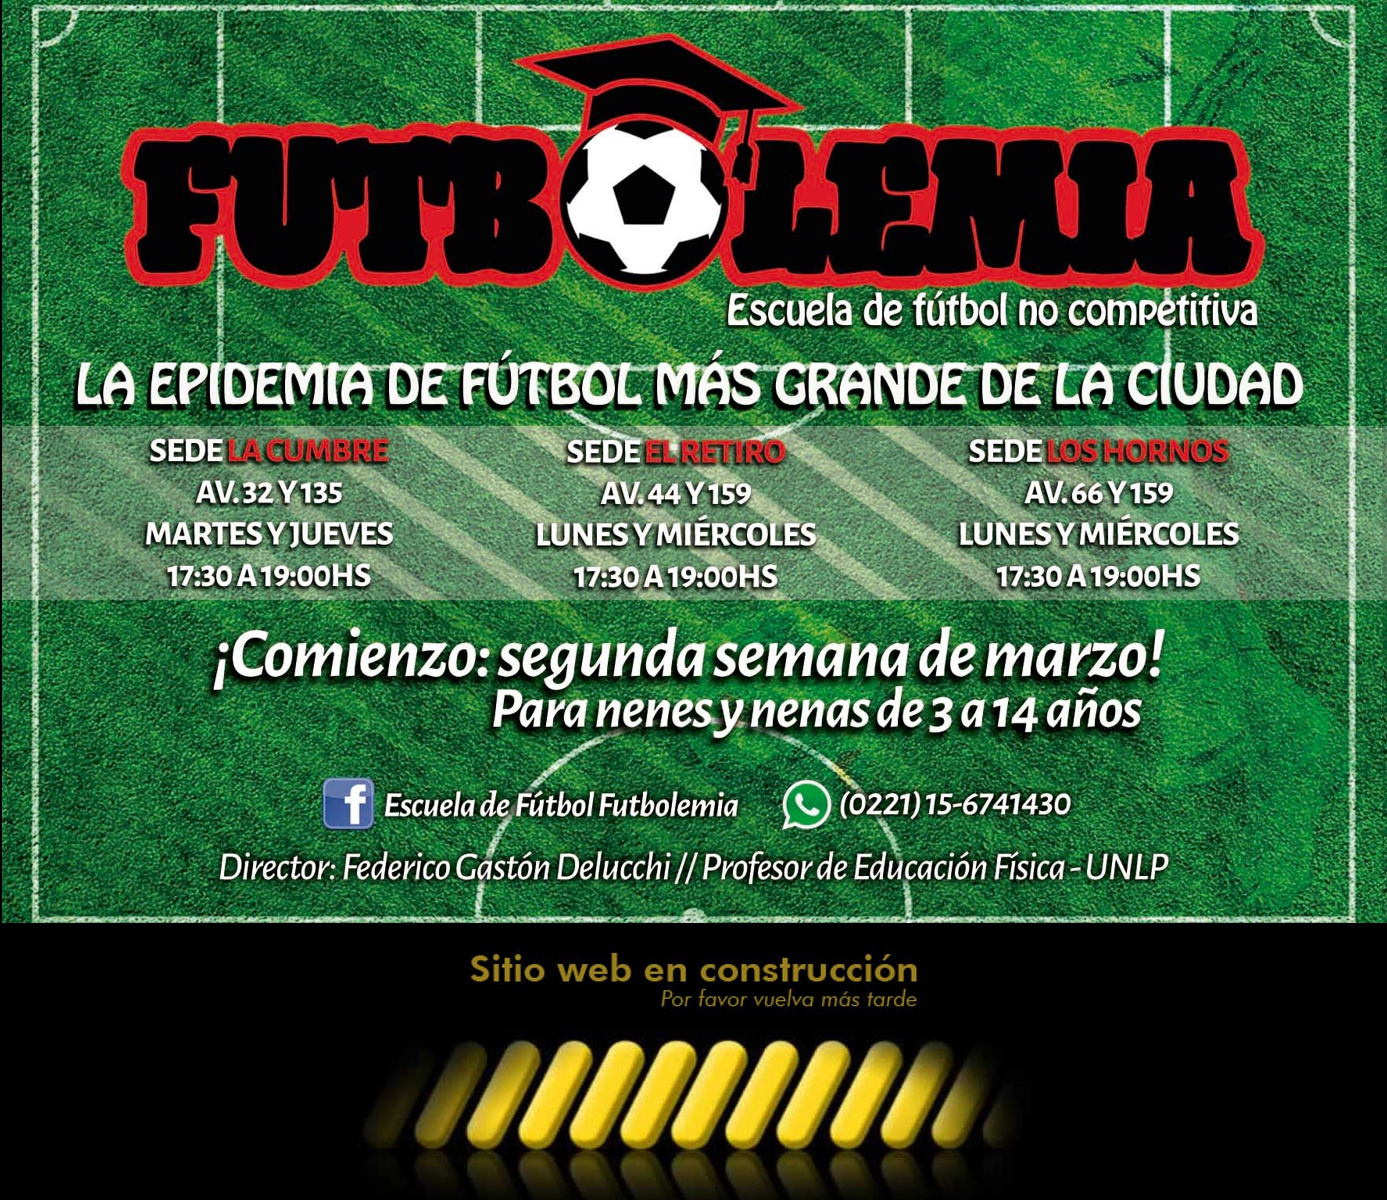 FUTBOLEMIA
Escuela de fútbol no competitiva
LA EPIDEMIA DE FÚTBOL MÁS GRANDE DE LA CIUDAD
SEDE LA CUMBRE
AV. 32 Y 135
MARTES Y JUEVES
17:30 A 19:00HS
SEDE EL RETIRO
AV. 44 Y 159
LUNES Y MIÉRCOLES
17:30 A 19:00HS
SEDE LOS HORNOS
AV. 66 Y 159
LUNES Y MIÉRCOLES
17:30 A 19:00HS
¡Comienzo: segunda semana de marzo!
Para nenes y nenas de 3 a 14 años
f Escuela de Fútbol Futbolemia
(0221) 15-6741430
Director: Federico Gastón Delucchi // Profesor de Educación Física - UNLP
Sitio web en construcción
Por favor vuelva más tarde